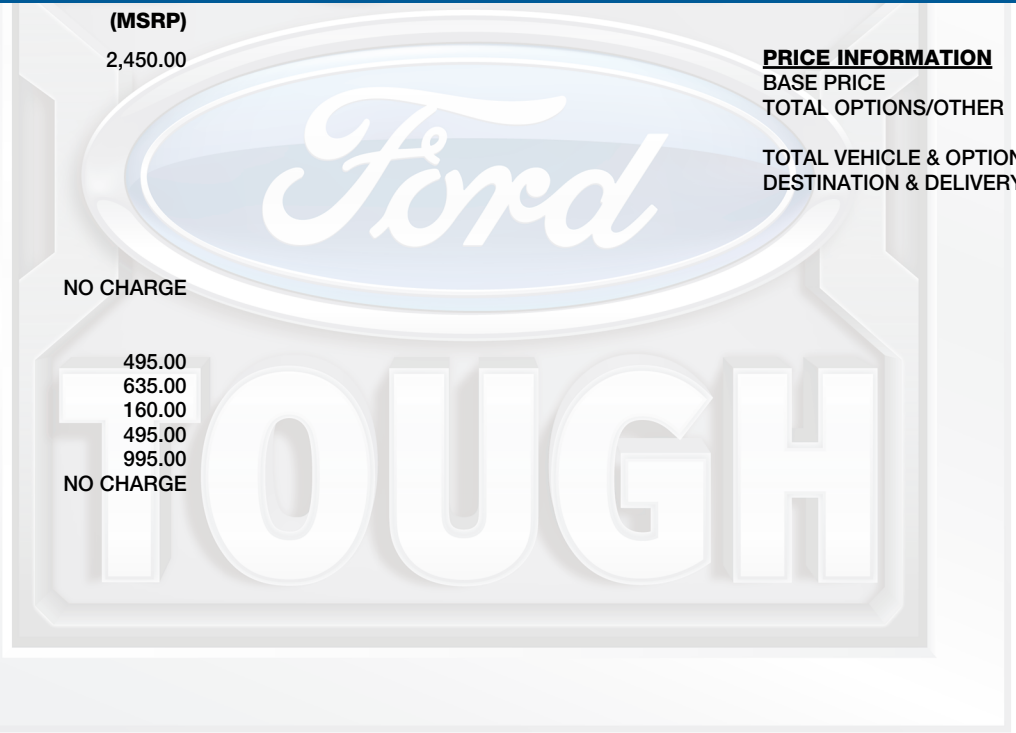 (MSRP)
2,450.00
NO CHARGE
495.00
635.00
160.00
495.00
995.00
NO CHARGE
PRICE INFORMATION
BASE PRICE
TOTAL OPTIONS/OTHER
TOTAL VEHICLE & OPTION
DESTINATION & DELIVERY
Ford
TOUGH